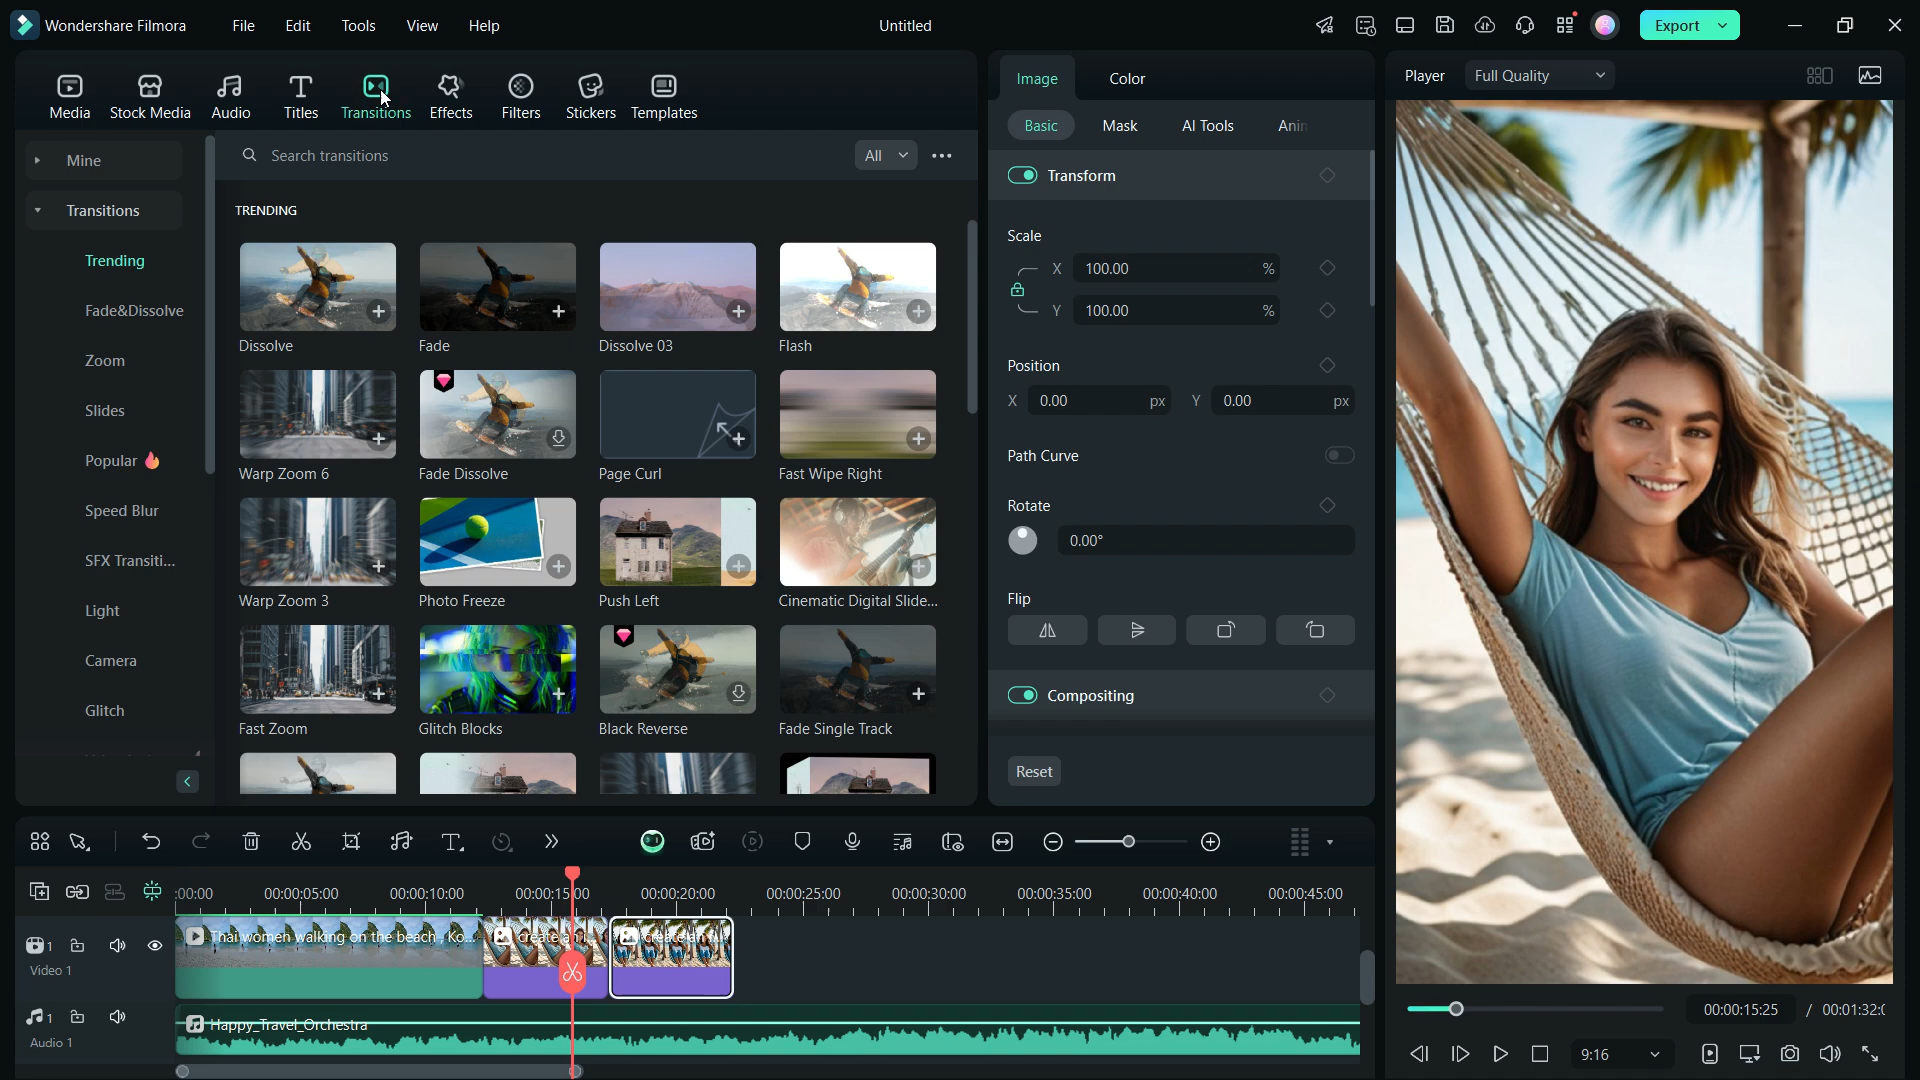 Wondershare Filmora
File
Edit
Tools
View
Help
Untitled
Export
Media
Stock Media
Audio
Titles
Transitions
Effects
Filters
Stickers
Templates
Mine
Transitions
Trending
Fade&Dissolve
Zoom
Slides
Popular
Speed Blur
SFX Transiti...
Light
Camera
Glitch
Search transitions
All
TRENDING
Dissolve
Fade
Dissolve 03
Flash
Warp Zoom 6
Fade Dissolve
Page Curl
Fast Wipe Right
Warp Zoom 3
Photo Freeze
Push Left
Cinematic Digital Slide...
Fast Zoom
Glitch Blocks
Black Reverse
Fade Single Track
Image
Color
Basic
Mask
AI Tools
Transform
Scale
X 100.00 %
Y 100.00 %
Position
X 0.00 px Y 0.00 px
Path Curve
Rotate
0.00°
Flip
Compositing
Reset
Player
Full Quality
00:00:15:25 / 00:01:32:0
9:16
:00:00 00:00:05:00 00:00:10:00 00:00:15:00 00:00:20:00 00:00:25:00 00:00:30:00 00:00:35:00 00:00:40:00 00:00:45:00
1
Video 1
Thai women walking on the beach , Ko...
create an i...
1
Audio 1
Happy_Travel_Orchestra